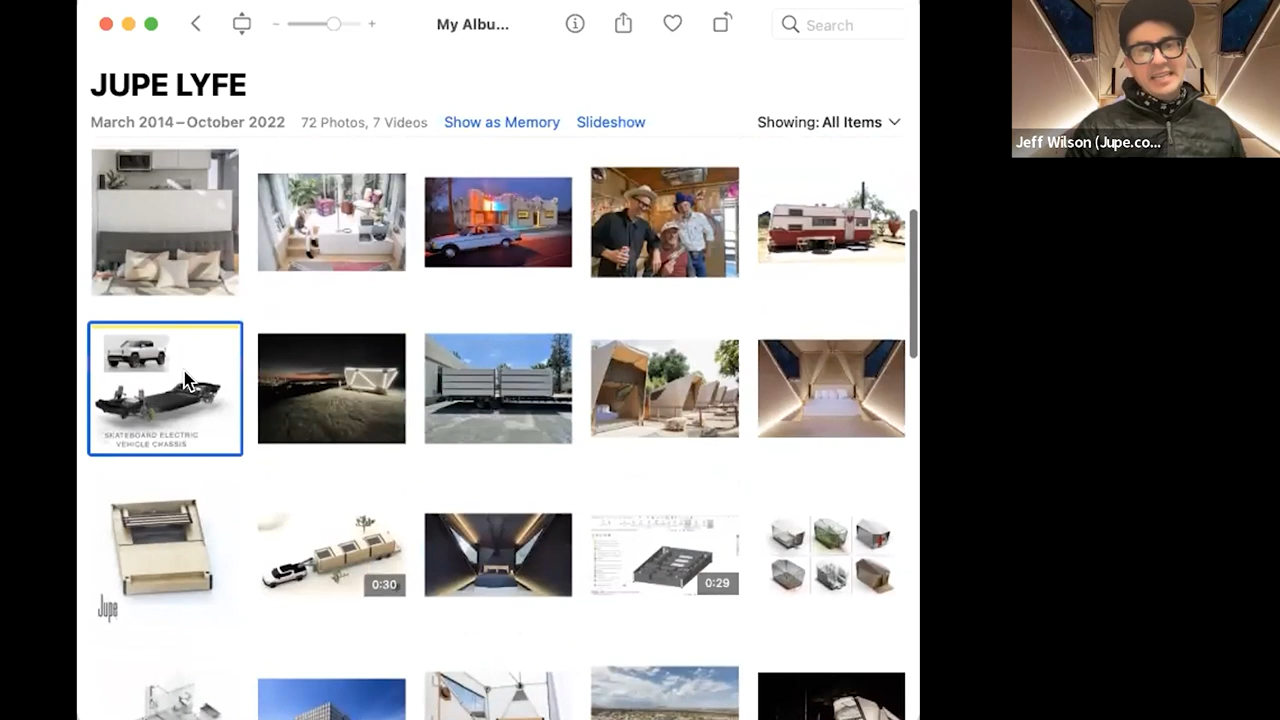 My Albu...
Search
JUPE LYFE
March 2014–October 2022 72 Photos, 7 Videos Show as Memory Slideshow Showing: All Items
Jeff Wilson (Jupe.co...
SKATEBOARD ELECTRIC
VEHICLE CHASSIS
Jupe
0:30
0:29